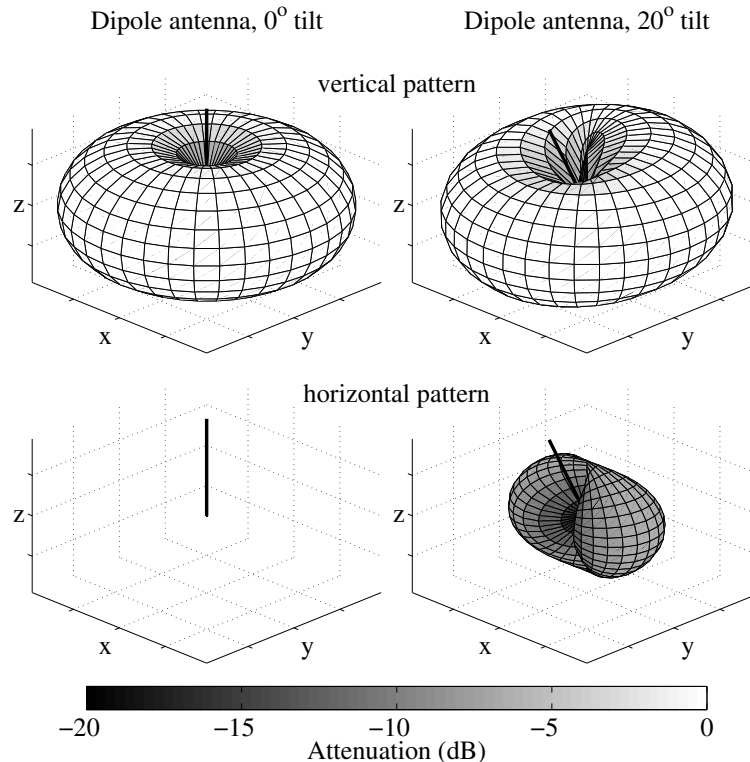 Dipole antenna, 0° tilt
Dipole antenna, 20° tilt
vertical pattern
z
x
y
z
x
y
horizontal pattern
z
x
y
z
x
y
−20 −15 −10 −5 0
Attenuation (dB)